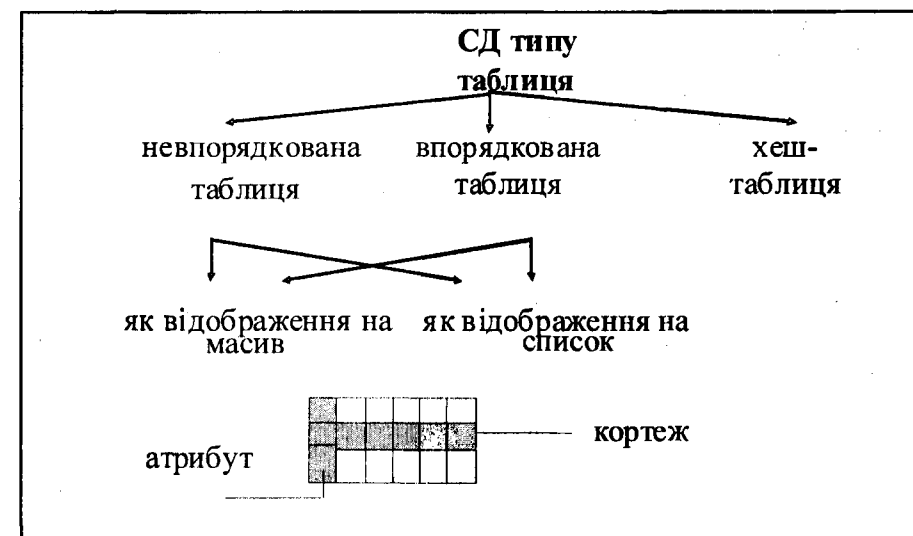 СД типу
таблиця
невпорядкована
таблиця
впорядкована
таблиця
хеш-
таблиця
як відображення на
масив
як відображення на
список
атрибут
кортеж